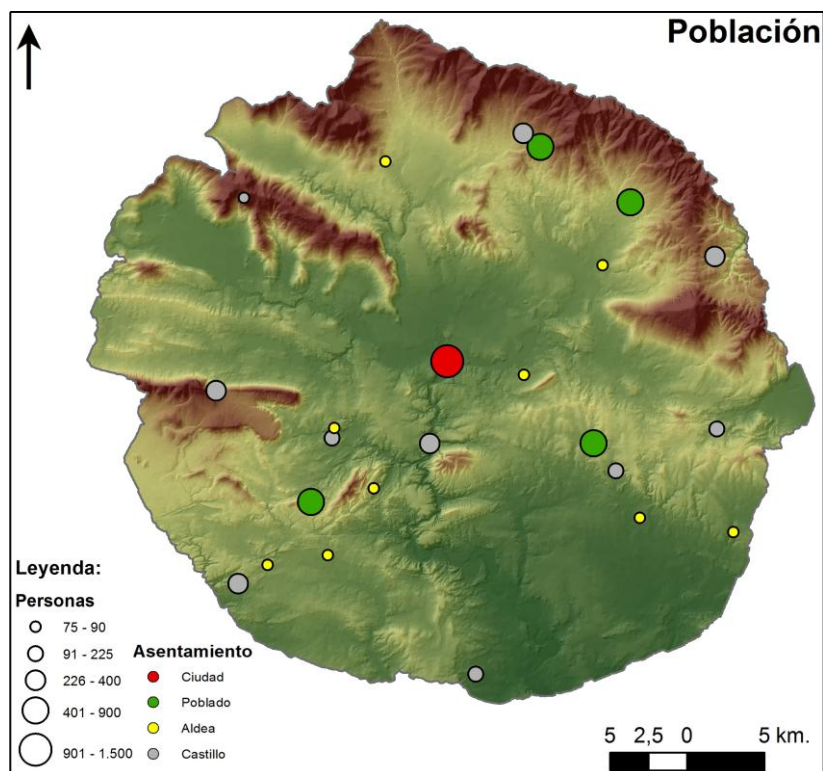 Población
Leyenda:
Personas
75 - 90
91 - 225
226 - 400
401 - 900
901 - 1.500
Asentamiento
Ciudad
Poblado
Aldea
Castillo
5 2,5 0 5 km.